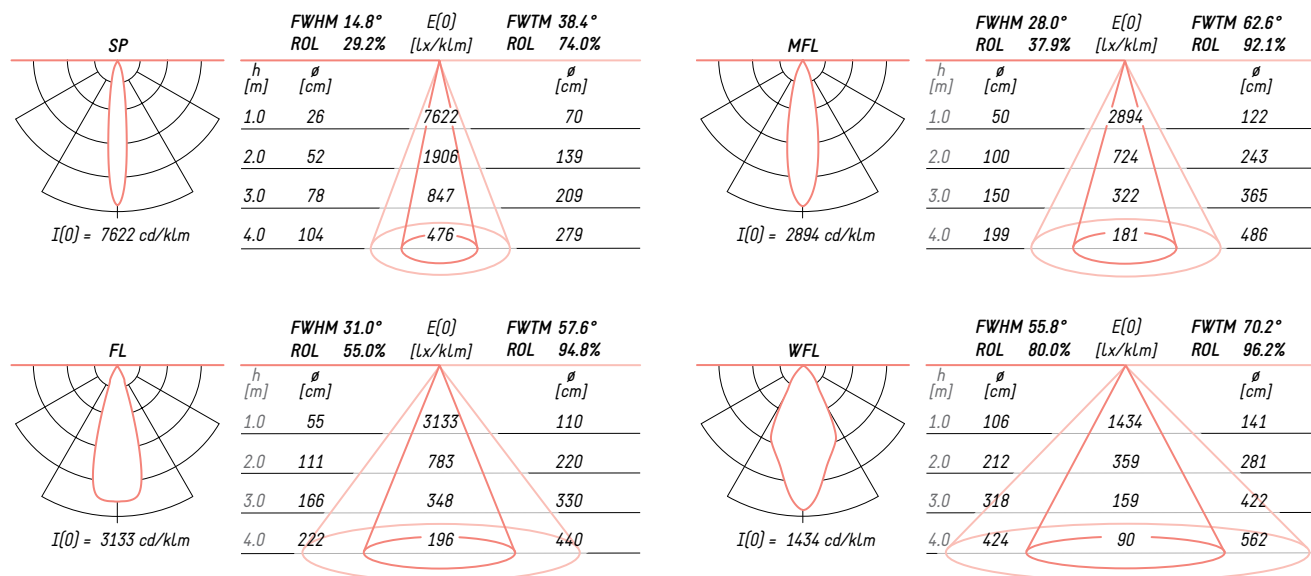 SP
FWHM 14.8° E(0) FWTM 38.4°
ROL 29.2% [lx/klm] ROL 74.0%
h ø ø
[m] [cm] [cm]
1.0 26 7622 70
2.0 52 1906 139
3.0 78 847 209
4.0 104 476 279
I(0) = 7622 cd/klm
MFL
FWHM 28.0° E(0) FWTM 62.6°
ROL 37.9% [lx/klm] ROL 92.1%
h ø ø
[m] [cm] [cm]
1.0 50 2894 122
2.0 100 724 243
3.0 150 322 365
4.0 199 181 486
I(0) = 2894 cd/klm
FL
FWHM 31.0° E(0) FWTM 57.6°
ROL 55.0% [lx/klm] ROL 94.8%
h ø ø
[m] [cm] [cm]
1.0 55 3133 110
2.0 111 783 220
3.0 166 348 330
4.0 222 196 440
I(0) = 3133 cd/klm
WFL
FWHM 55.8° E(0) FWTM 70.2°
ROL 80.0% [lx/klm] ROL 96.2%
h ø ø
[m] [cm] [cm]
1.0 106 1434 141
2.0 212 359 281
3.0 318 159 422
4.0 424 90 562
I(0) = 1434 cd/klm